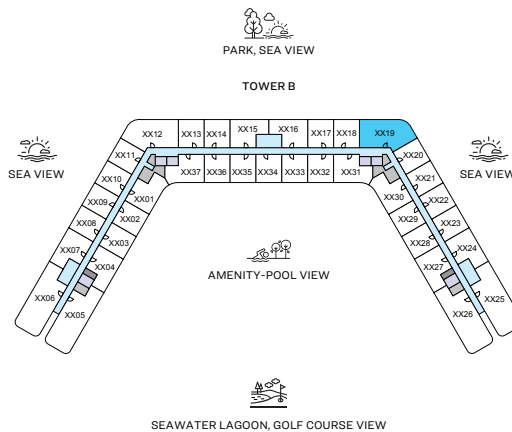 PARK, SEA VIEW
TOWER B
XX12 XX13 XX14 XX15 XX16 XX17 XX18 XX19
XX11 XX37 XX36 XX35 XX34 XX33 XX32 XX31 XX20
SEA VIEW
SEA VIEW
XX10 XX01 XX30 XX21
XX09 XX02 XX29 XX22
XX08 XX03 XX28 XX23
XX07 XX04 XX27 XX24
AMENITY-POOL VIEW
XX06 XX05 XX26 XX25
SEAWATER LAGOON, GOLF COURSE VIEW